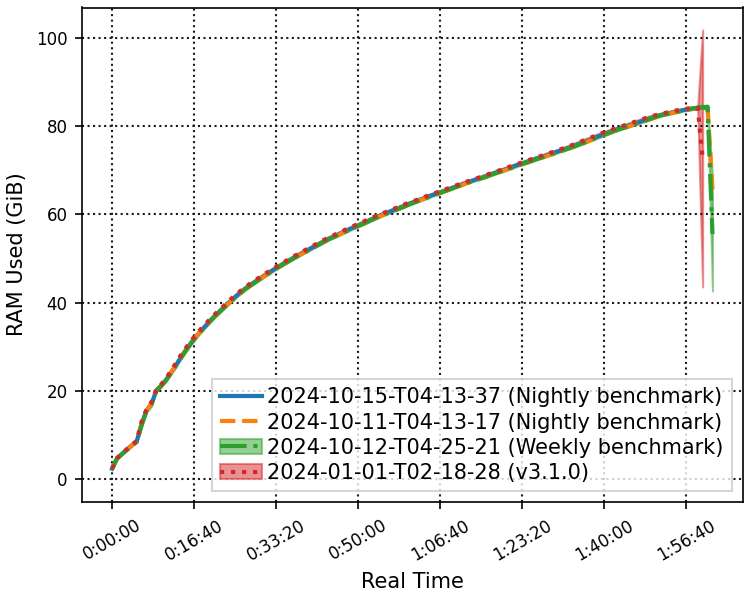 100
80
60
40
20
0
RAM Used (GiB)
2024-10-15-T04-13-37 (Nightly benchmark)
2024-10-11-T04-13-17 (Nightly benchmark)
2024-10-12-T04-25-21 (Weekly benchmark)
2024-01-01-T02-18-28 (v3.1.0)
0:00:00
0:16:40
0:33:20
0:50:00
1:06:40
1:23:20
1:40:00
1:56:40
Real Time